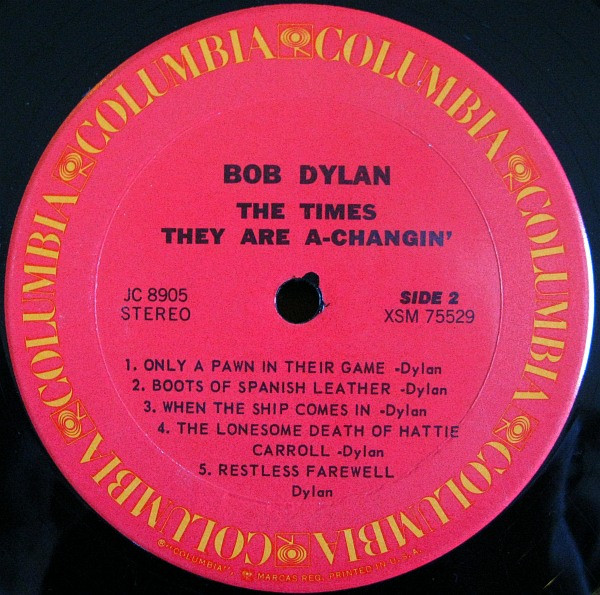 COLUMBIA COLUMBIA COLUMBIA COLUMBIA COLUMBIA COLUMBIA
BOB DYLAN
THE TIMES
THEY ARE A-CHANGIN'
JC 8905
STEREO
SIDE 2
XSM 75529
1. ONLY A PAWN IN THEIR GAME -Dylan
2. BOOTS OF SPANISH LEATHER -Dylan
3. WHEN THE SHIP COMES IN -Dylan
4. THE LONESOME DEATH OF HATTIE
CARROLL -Dylan
5. RESTLESS FAREWELL
Dylan
® "COLUMBIA", MARCAS REG. PRINTED IN U.S.A.